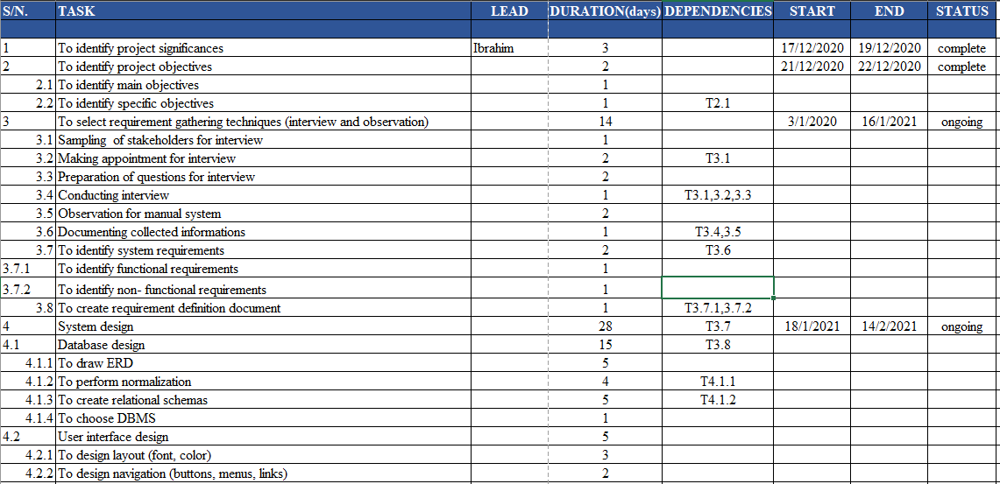 S/N. TASK LEAD DURATION(days) DEPENDENCIES START END STATUS
1 To identify project significances Ibrahim 3 17/12/2020 19/12/2020 complete
2 To identify project objectives 2 21/12/2020 22/12/2020 complete
2.1 To identify main objectives 1
2.2 To identify specific objectives 1 T2.1
3 To select requirement gathering techniques (interview and observation) 14 3/1/2020 16/1/2021 ongoing
3.1 Sampling of stakeholders for interview 1
3.2 Making appointment for interview 2 T3.1
3.3 Preparation of questions for interview 2
3.4 Conducting interview 1 T3.1,3.2,3.3
3.5 Observation for manual system 2
3.6 Documenting collected informations 1 T3.4,3.5
3.7 To identify system requirements 2 T3.6
3.7.1 To identify functional requirements 1
3.7.2 To identify non- functional requirements 1
3.8 To create requirement definition document 1 T3.7.1,3.7.2
4 System design 28 T3.7 18/1/2021 14/2/2021 ongoing
4.1 Database design 15 T3.8
4.1.1 To draw ERD 5
4.1.2 To perform normalization 4 T4.1.1
4.1.3 To create relational schemas 5 T4.1.2
4.1.4 To choose DBMS 1
4.2 User interface design 5
4.2.1 To design layout (font, color) 3
4.2.2 To design navigation (buttons, menus, links) 2